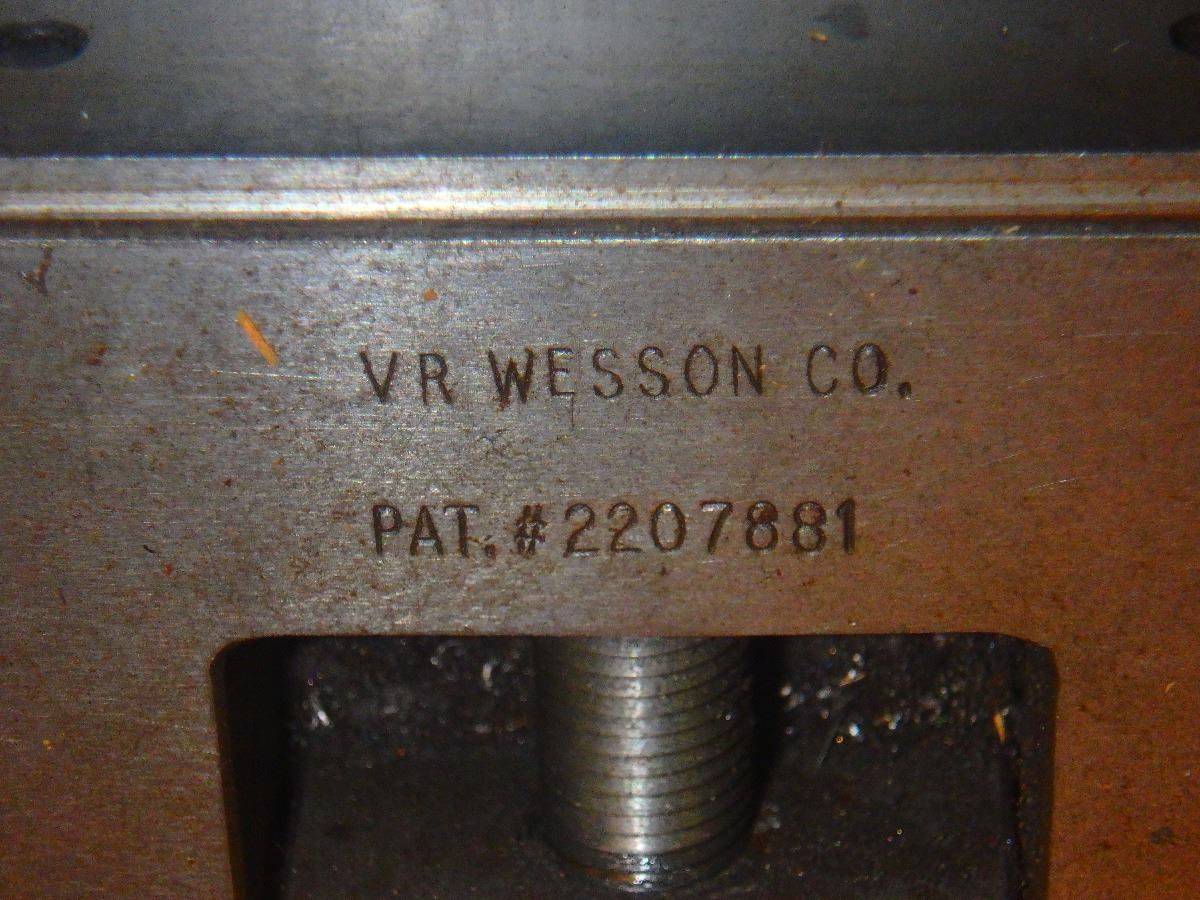 VR WESSON CO.
PAT. #2207881